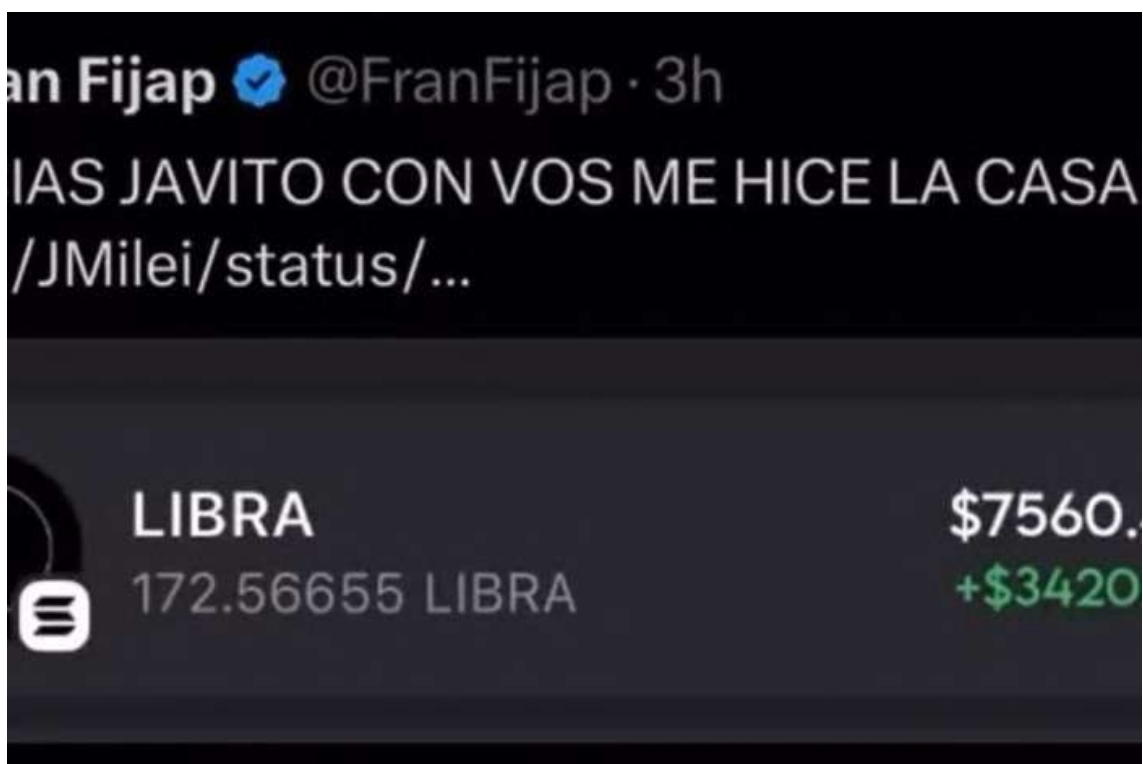 an Fijap @FranFijap · 3h
IAS JAVITO CON VOS ME HICE LA CASA
/JMilei/status/...
LIBRA
$7560.
172.56655 LIBRA
+$3420